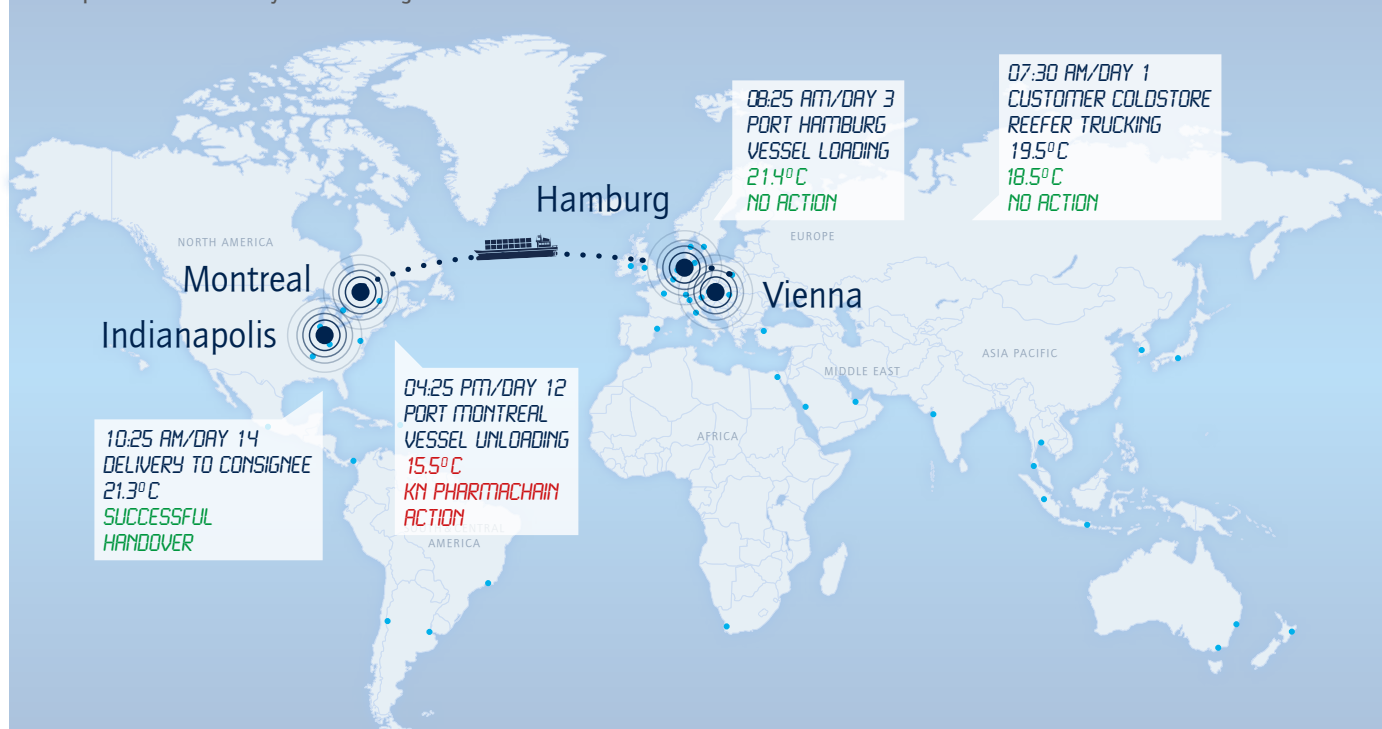 07:30 AM/DAY 1
CUSTOMER COLDSTORE
REEFER TRUCKING
19.5°C
18.5°C
NO ACTION
08:25 AM/DAY 3
PORT HAMBURG
VESSEL LOADING
21.4°C
NO ACTION
Hamburg
EUROPE
NORTH AMERICA
Montreal
Vienna
Indianapolis
ASIA PACIFIC
MIDDLE EAST
AFRICA
04:25 PM/DAY 12
PORT MONTREAL
VESSEL UNLOADING
15.5°C
KN PHARMACHAIN
ACTION
10:25 AM/DAY 14
DELIVERY TO CONSIGNEE
21.3°C
SUCCESSFUL
HANDOVER
CENTRAL
AMERICA